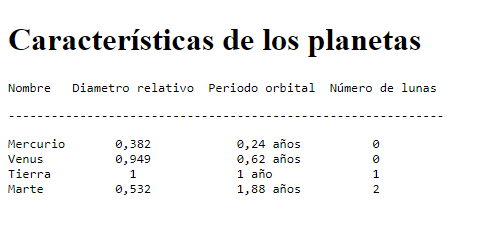 Características de los planetas
Nombre   Diametro relativo  Periodo orbital  Número de lunas
-------------------------------------------------------------
Mercurio       0,382            0,24 años          0
Venus          0,949            0,62 años          0
Tierra           1              1 año              1
Marte          0,532            1,88 años          2